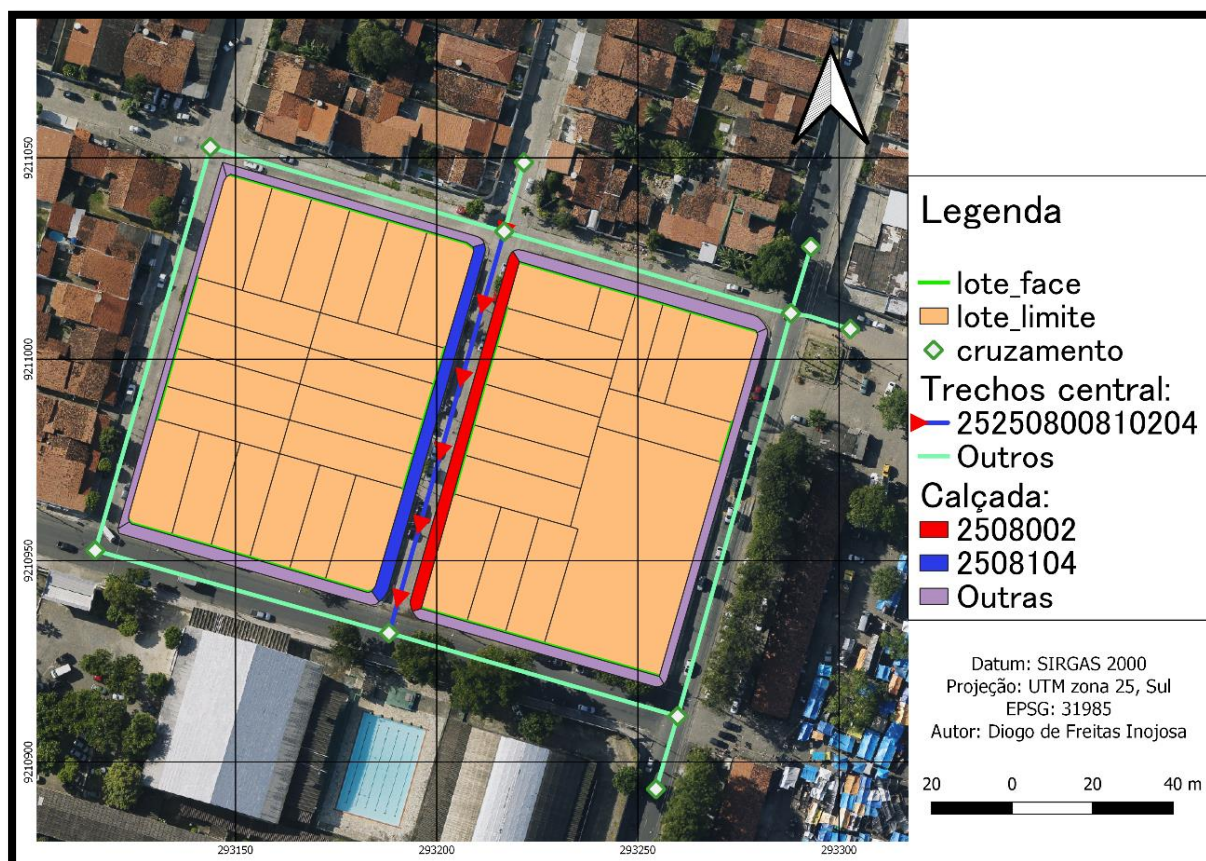 Legenda
lote_face
lote_limite
cruzamento
Trechos central:
25250800810204
Outros
Calçada:
2508002
2508104
Outras
Datum: SIRGAS 2000
Projeção: UTM zona 25, Sul
EPSG: 31985
Autor: Diogo de Freitas Inojosa
20 0 20 40 m
9211050
9211000
9210950
9210900
293150 293200 293250 293300